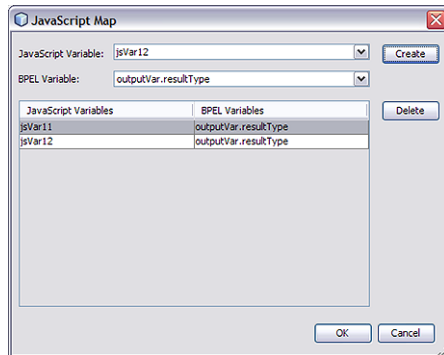 JavaScript Map
JavaScript Variable: jsVar12 Create
BPEL Variable: outputVar.resultType
JavaScript Variables BPEL Variables Delete
jsVar11 outputVar.resultType
jsVar12 outputVar.resultType
OK Cancel